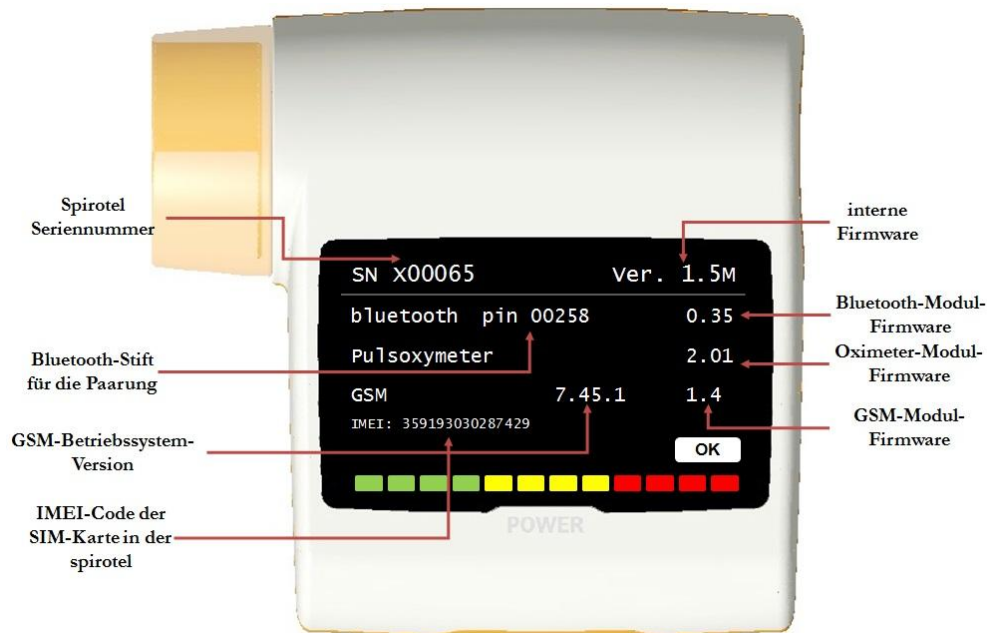 Spirotel
Seriennummer
interne
Firmware
SN X00065 Ver. 1.5M
bluetooth pin 00258 0.35
Bluetooth-Modul-
Firmware
Pulsoxymeter 2.01
Oximeter-Modul-
Firmware
Bluetooth-Stift
für die Paarung
GSM 7.45.1 1.4
GSM-Modul-
Firmware
IMEI: 359193030287429
GSM-Betriebssystem-
Version
OK
IMEI-Code der
SIM-Karte in der
spirotel
POWER